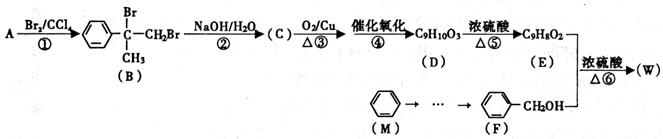 A Br₂/CCl₄ ① Br CH₂Br CH₃ (B) NaOH/H₂O ② (C) O₂/Cu △③ 催化氧化 ④ C₉H₁₀O₃ (D) 浓硫酸 △⑤ C₉H₈O₂ (E)
浓硫酸 △⑥ (W)
(M) … CH₂OH (F)